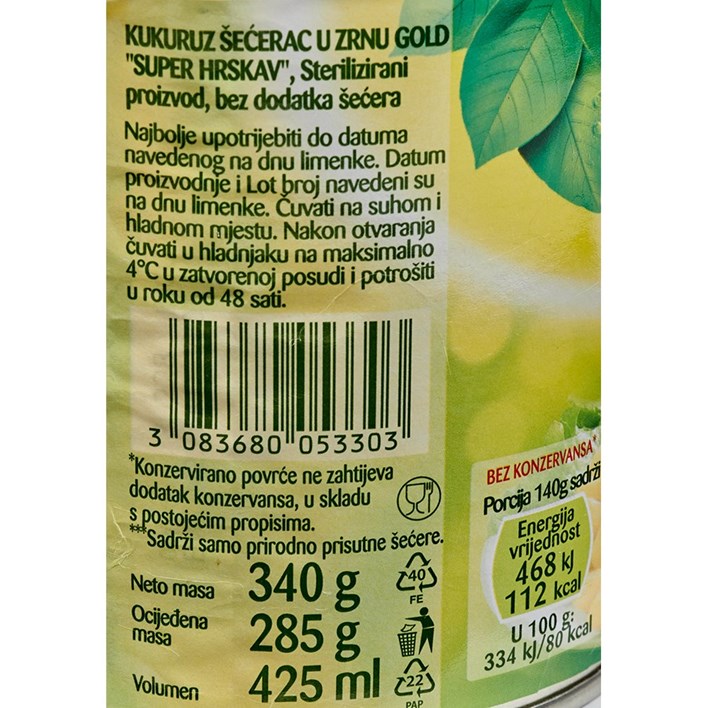 KUKURUZ ŠEĆERAC U ZRNU GOLD
"SUPER HRSKAV", Sterilizirani
proizvod, bez dodatka šećera
Najbolje upotrijebiti do datuma
navedenog na dnu limenke. Datum
proizvodnje i Lot broj navedeni su
na dnu limenke. Čuvati na suhom i
hladnom mjestu. Nakon otvaranja
čuvati u hladnjaku na maksimalno
4°C u zatvorenoj posudi i potrošiti
u roku od 48 sati.
3 083680 053303
*Konzervirano povrće ne zahtijeva
dodatak konzervansa, u skladu
s postojećim propisima.
***Sadrži samo prirodno prisutne šećere.
Neto masa 340 g
Ocijeđena masa 285 g
Volumen 425 ml
40
FE
22
PAP
BEZ KONZERVANSA*
Porcija 140g sadrži
Energija
vrijednost
468 kJ
112 kcal
U 100 g:
334 kJ/80 kcal